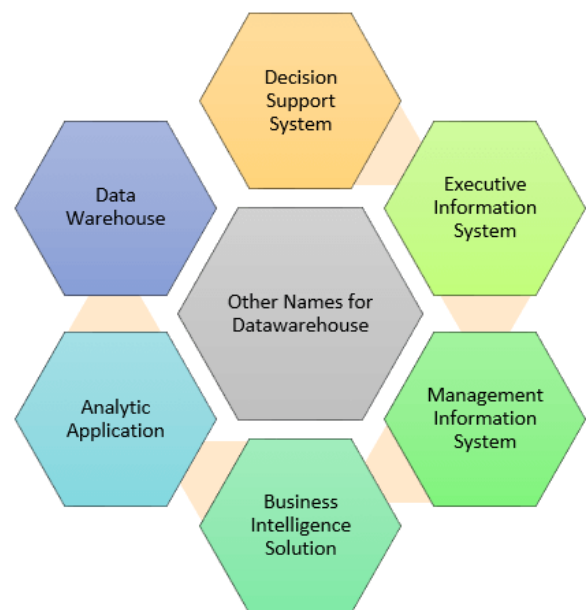 Decision
Support
System
Data
Warehouse
Executive
Information
System
Other Names for
Datawarehouse
Analytic
Application
Management
Information
System
Business
Intelligence
Solution